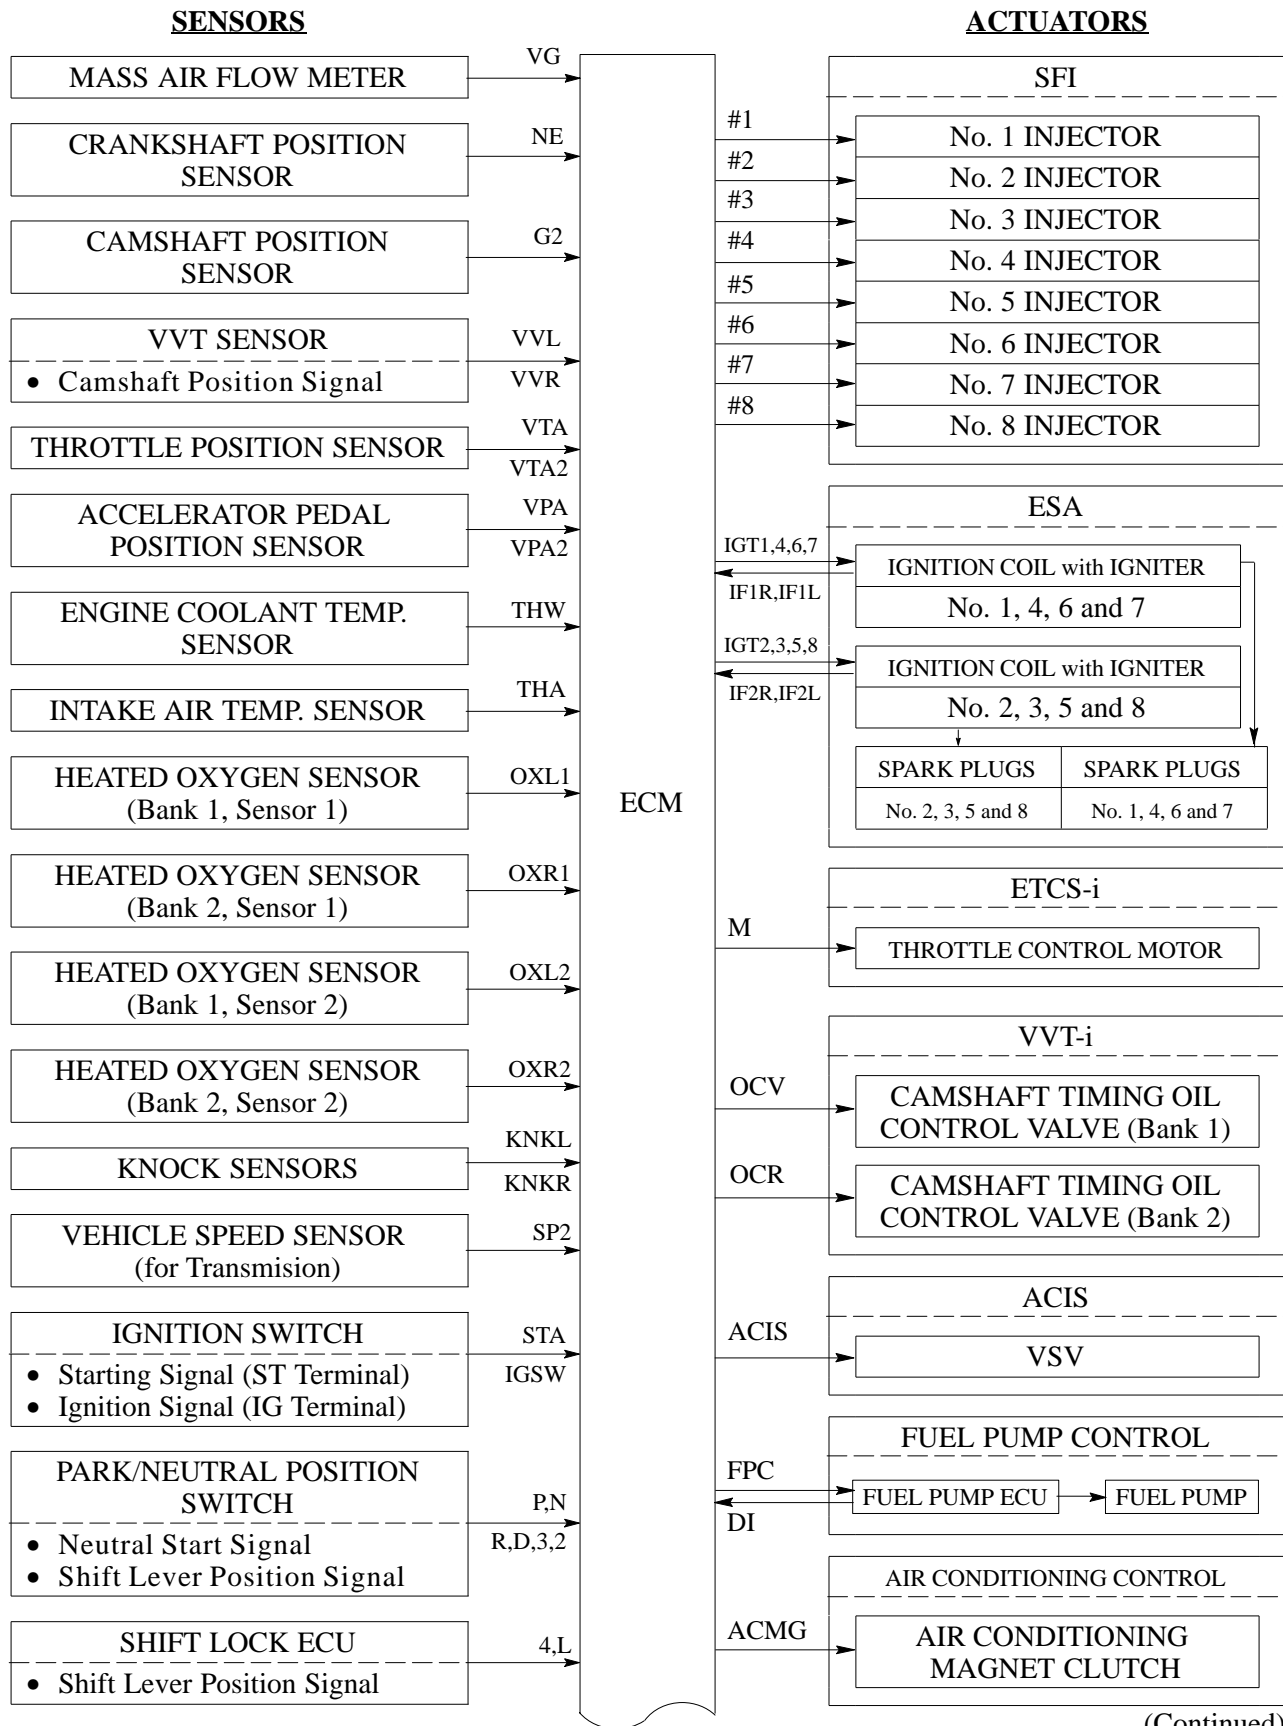 SENSORS
MASS AIR FLOW METER
VG
CRANKSHAFT POSITION
SENSOR
NE
CAMSHAFT POSITION
SENSOR
G2
VVT SENSOR
• Camshaft Position Signal
VVL
VVR
THROTTLE POSITION SENSOR
VTA
VTA2
ACCELERATOR PEDAL
POSITION SENSOR
VPA
VPA2
ENGINE COOLANT TEMP.
SENSOR
THW
INTAKE AIR TEMP. SENSOR
THA
HEATED OXYGEN SENSOR
(Bank 1, Sensor 1)
OXL1
HEATED OXYGEN SENSOR
(Bank 2, Sensor 1)
OXR1
HEATED OXYGEN SENSOR
(Bank 1, Sensor 2)
OXL2
HEATED OXYGEN SENSOR
(Bank 2, Sensor 2)
OXR2
KNOCK SENSORS
KNKL
KNKR
VEHICLE SPEED SENSOR
(for Transmision)
SP2
IGNITION SWITCH
• Starting Signal (ST Terminal)
• Ignition Signal (IG Terminal)
STA
IGSW
PARK/NEUTRAL POSITION
SWITCH
• Neutral Start Signal
• Shift Lever Position Signal
P,N
R,D,3,2
SHIFT LOCK ECU
• Shift Lever Position Signal
4,L
ECM
ACTUATORS
SFI
#1
No. 1 INJECTOR
#2
No. 2 INJECTOR
#3
No. 3 INJECTOR
#4
No. 4 INJECTOR
#5
No. 5 INJECTOR
#6
No. 6 INJECTOR
#7
No. 7 INJECTOR
#8
No. 8 INJECTOR
ESA
IGT1,4,6,7
IF1R,IF1L
IGNITION COIL with IGNITER
No. 1, 4, 6 and 7
IGT2,3,5,8
IF2R,IF2L
IGNITION COIL with IGNITER
No. 2, 3, 5 and 8
SPARK PLUGS
No. 2, 3, 5 and 8
SPARK PLUGS
No. 1, 4, 6 and 7
ETCS-i
M
THROTTLE CONTROL MOTOR
VVT-i
OCV
CAMSHAFT TIMING OIL
CONTROL VALVE (Bank 1)
OCR
CAMSHAFT TIMING OIL
CONTROL VALVE (Bank 2)
ACIS
ACIS
VSV
FUEL PUMP CONTROL
FPC
DI
FUEL PUMP ECU
FUEL PUMP
AIR CONDITIONING CONTROL
ACMG
AIR CONDITIONING
MAGNET CLUTCH
(Continued)